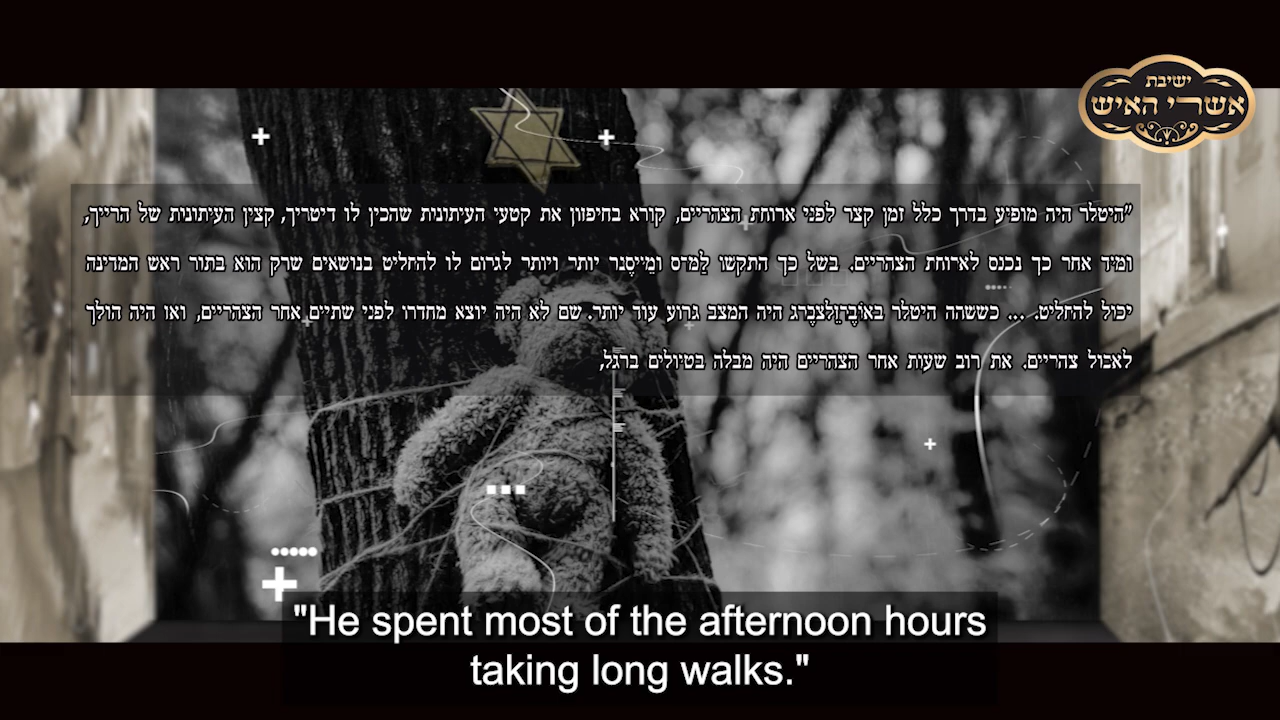 ישיבת
אשרי האיש
"היטלר היה מופיע בדרך כלל זמן קצר לפני ארוחת הצהריים, קורא בחיפזון את קטעי העיתונות שהכין לו דיטריך, קצין העיתונות של הרייך,
ומיד אחר כך נכנס לארוחת הצהריים. בשל כך התקשו לַמֶרס ומַייסֶנֶר יותר ויותר לגרום לו להחליט בנושאים שרק הוא בתור ראש המדינה
יכול להחליט. ... כששהה היטלר באוֹבֶּרזַלצבֶּרג היה המצב גרוע עוד יותר. שם לא היה יוצא מחדרו לפני שתיים אחר הצהריים, ואו היה הולך
לאכול צהריים. את רוב שעות אחר הצהריים היה מבלה בטיולים ברגל,
"He spent most of the afternoon hours
taking long walks."